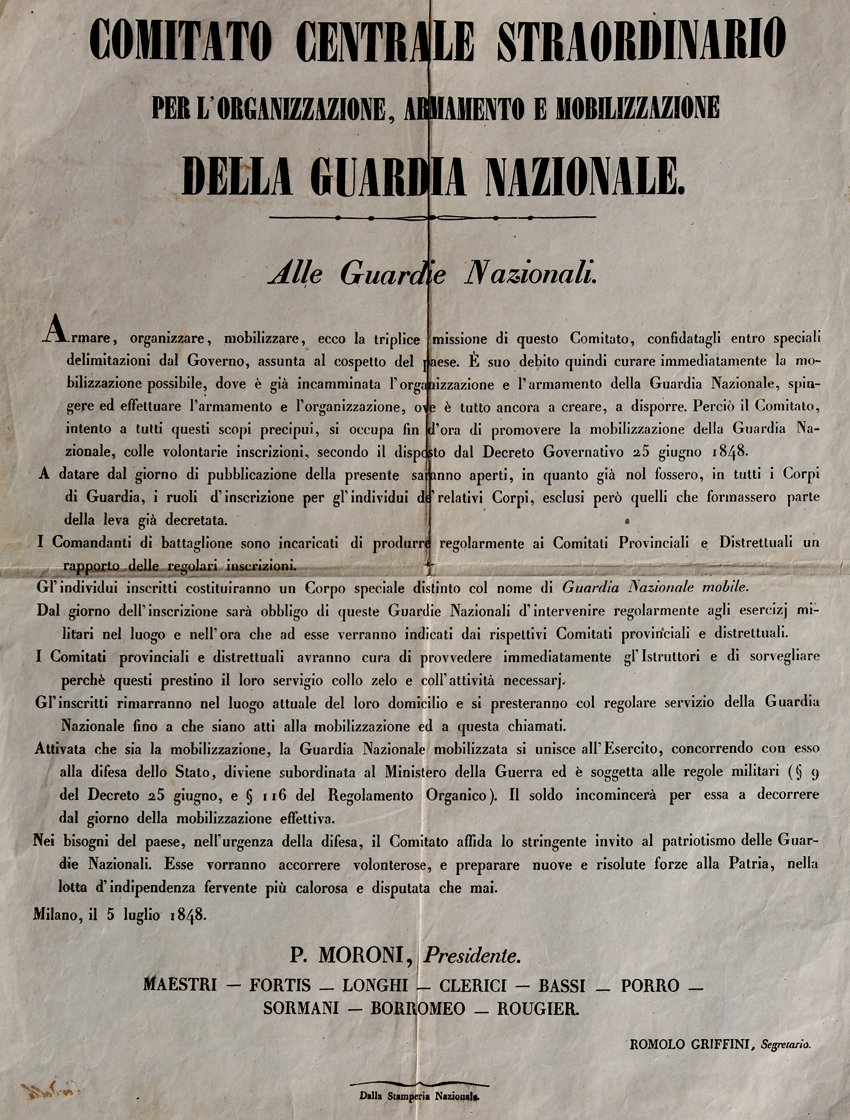 COMITATO CENTRALE STRAORDINARIO
PER L'ORGANIZZAZIONE, ARMAMENTO E MOBILIZZAZIONE
DELLA GUARDIA NAZIONALE.
Alle Guardie Nazionali.
Armare, organizzare, mobilizzare, ecco la triplice missione di questo Comitato, confidatagli entro speciali
delimitazioni dal Governo, assunta al cospetto del paese. È suo debito quindi curare immediatamente la mo-
bilizzazione possibile, dove è già incamminata l'organizzazione e l'armamento della Guardia Nazionale, spin-
gere ed effettuare l'armamento e l'organizzazione, ove è tutto ancora a creare, a disporre. Perciò il Comitato,
intento a tutti questi scopi precipui, si occupa fin d'ora di promovere la mobilizzazione della Guardia Na-
zionale, colle volontarie inscrizioni, secondo il disposto dal Decreto Governativo 25 giugno 1848.
A datare dal giorno di pubblicazione della presente saranno aperti, in quanto già nol fossero, in tutti i Corpi
di Guardia, i ruoli d'inscrizione per gl'individui de' relativi Corpi, esclusi però quelli che formassero parte
della leva già decretata.
I Comandanti di battaglione sono incaricati di produrre regolarmente ai Comitati Provinciali e Distrettuali un
rapporto delle regolari inscrizioni.
Gl'individui inscritti costituiranno un Corpo speciale distinto col nome di Guardia Nazionale mobile.
Dal giorno dell'inscrizione sarà obbligo di queste Guardie Nazionali d'intervenire regolarmente agli esercizj mi-
litari nel luogo e nell'ora che ad esse verranno indicati dai rispettivi Comitati provinciali e distrettuali.
I Comitati provinciali e distrettuali avranno cura di provvedere immediatamente gl'Istruttori e di sorvegliare
perchè questi prestino il loro servigio collo zelo e coll'attività necessarj.
Gl'inscritti rimarranno nel luogo attuale del loro domicilio e si presteranno col regolare servizio della Guardia
Nazionale fino a che siano atti alla mobilizzazione ed a questa chiamati.
Attivata che sia la mobilizzazione, la Guardia Nazionale mobilizzata si unisce all'Esercito, concorrendo con esso
alla difesa dello Stato, diviene subordinata al Ministero della Guerra ed è soggetta alle regole militari (§ 9
del Decreto 25 giugno, e § 116 del Regolamento Organico). Il soldo incomincerà per essa a decorrere
dal giorno della mobilizzazione effettiva.
Nei bisogni del paese, nell'urgenza della difesa, il Comitato affida lo stringente invito al patriotismo delle Guar-
die Nazionali. Esse vorranno accorrere volonterose, e preparare nuove e risolute forze alla Patria, nella
lotta d'indipendenza fervente più calorosa e disputata che mai.
Milano, il 5 luglio 1848.
P. MORONI, Presidente.
MAESTRI — FORTIS — LONGHI — CLERICI — BASSI — PORRO —
SORMANI — BORROMEO — ROUGIER.
ROMOLO GRIFFINI, Segretario.
Dalla Stamperia Nazionale.